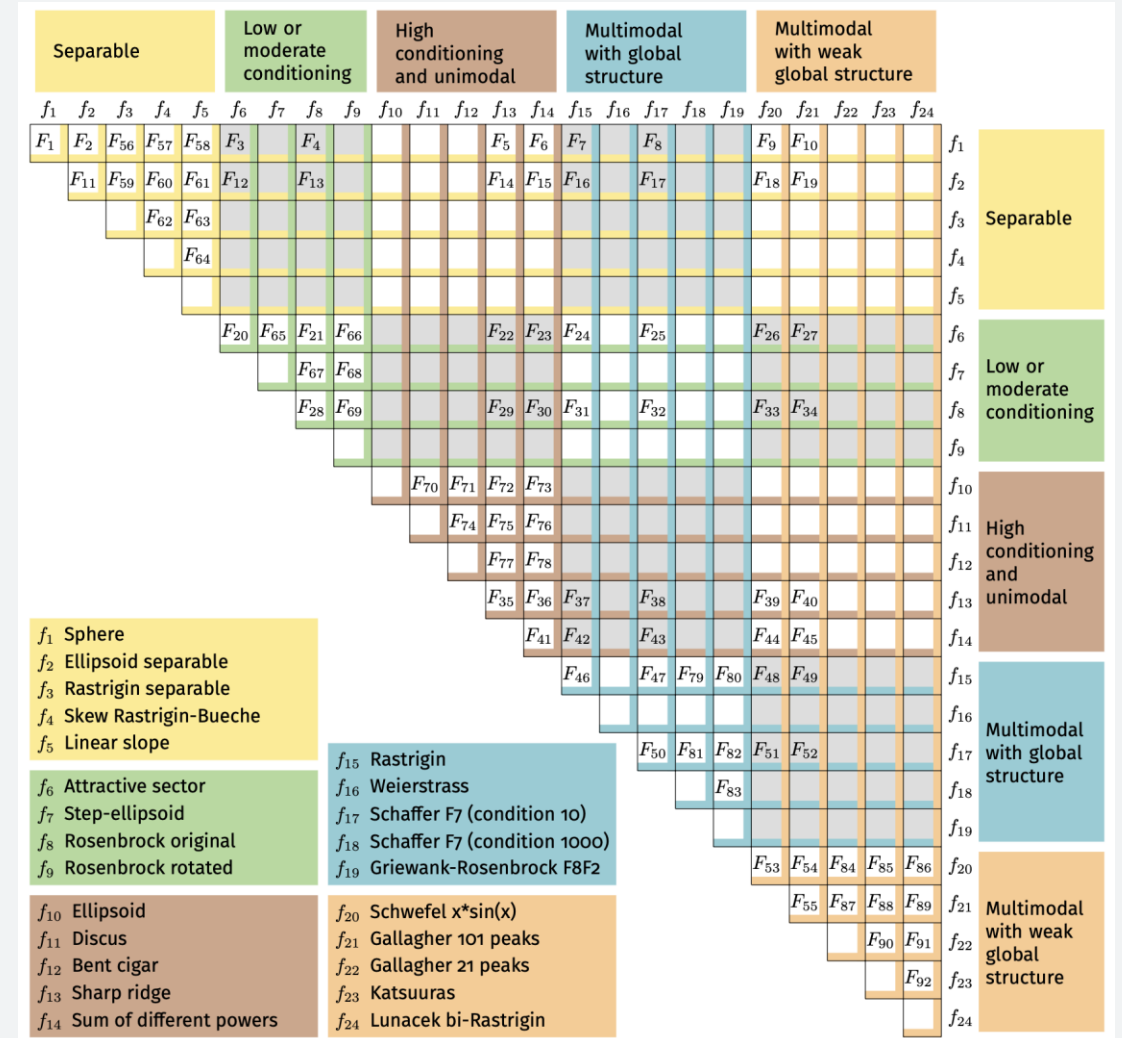 Separable
Low or
moderate
conditioning
High
conditioning
and unimodal
Multimodal
with global
structure
Multimodal
with weak
global structure
f₁ f₂ f₃ f₄ f₅ f₆ f₇ f₈ f₉ f₁₀ f₁₁ f₁₂ f₁₃ f₁₄ f₁₅ f₁₆ f₁₇ f₁₈ f₁₉ f₂₀ f₂₁ f₂₂ f₂₃ f₂₄
F₁ F₂ F₅₆ F₅₇ F₅₈ F₃ F₄ F₅ F₆ F₇ F₈ F₉ F₁₀ f₁
F₁₁ F₅₉ F₆₀ F₆₁ F₁₂ F₁₃ F₁₄ F₁₅ F₁₆ F₁₇ F₁₈ F₁₉ f₂
F₆₂ F₆₃ f₃
F₆₄ f₄
f₅
Separable
F₂₀ F₆₅ F₂₁ F₆₆ F₂₂ F₂₃ F₂₄ F₂₅ F₂₆ F₂₇ f₆
F₆₇ F₆₈ f₇
F₂₈ F₆₉ F₂₉ F₃₀ F₃₁ F₃₂ F₃₃ F₃₄ f₈
f₉
Low or
moderate
conditioning
F₇₀ F₇₁ F₇₂ F₇₃ f₁₀
F₇₄ F₇₅ F₇₆ f₁₁
F₇₇ F₇₈ f₁₂
F₃₅ F₃₆ F₃₇ F₃₈ F₃₉ F₄₀ f₁₃
F₄₁ F₄₂ F₄₃ F₄₄ F₄₅ f₁₄
High
conditioning
and
unimodal
F₄₆ F₄₇ F₇₉ F₈₀ F₄₈ F₄₉ f₁₅
f₁₆
F₅₀ F₈₁ F₈₂ F₅₁ F₅₂ f₁₇
F₈₃ f₁₈
f₁₉
Multimodal
with global
structure
F₅₃ F₅₄ F₈₄ F₈₅ F₈₆ f₂₀
F₅₅ F₈₇ F₈₈ F₈₉ f₂₁
F₉₀ F₉₁ f₂₂
F₉₂ f₂₃
f₂₄
Multimodal
with weak
global
structure
f₁ Sphere
f₂ Ellipsoid separable
f₃ Rastrigin separable
f₄ Skew Rastrigin-Bueche
f₅ Linear slope
f₆ Attractive sector
f₇ Step-ellipsoid
f₈ Rosenbrock original
f₉ Rosenbrock rotated
f₁₀ Ellipsoid
f₁₁ Discus
f₁₂ Bent cigar
f₁₃ Sharp ridge
f₁₄ Sum of different powers
f₁₅ Rastrigin
f₁₆ Weierstrass
f₁₇ Schaffer F7 (condition 10)
f₁₈ Schaffer F7 (condition 1000)
f₁₉ Griewank-Rosenbrock F8F2
f₂₀ Schwefel x*sin(x)
f₂₁ Gallagher 101 peaks
f₂₂ Gallagher 21 peaks
f₂₃ Katsuuras
f₂₄ Lunacek bi-Rastrigin